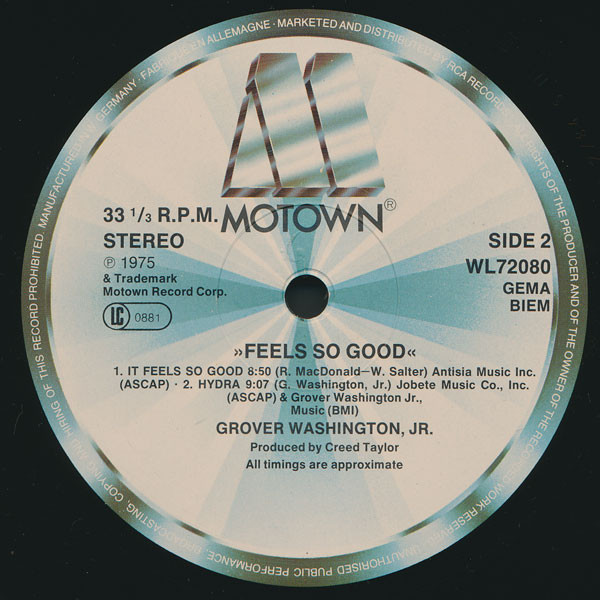 MANUFACTURED IN GERMANY · FABRIQUÉ EN ALLEMAGNE · MARKETED AND DISTRIBUTED BY RCA RECORDS. RIGHTS OF THE PRODUCER AND OF THE OWNER OF THE RECORDED WORK RESERVED. UNAUTHORISED PUBLIC PERFORMANCE, BROADCASTING, COPYING AND HIRING OF THIS RECORD PROHIBITED.
MOTOWN®
33 1/3 R.P.M.
STEREO
℗ 1975
& Trademark
Motown Record Corp.
LC 0881
SIDE 2
WL72080
GEMA
BIEM
»FEELS SO GOOD«
1. IT FEELS SO GOOD 8:50 (R. MacDonald—W. Salter) Antisia Music Inc.
(ASCAP) · 2. HYDRA 9:07 (G. Washington, Jr.) Jobete Music Co., Inc.
(ASCAP) & Grover Washington Jr.,
Music (BMI)
GROVER WASHINGTON, JR.
Produced by Creed Taylor
All timings are approximate